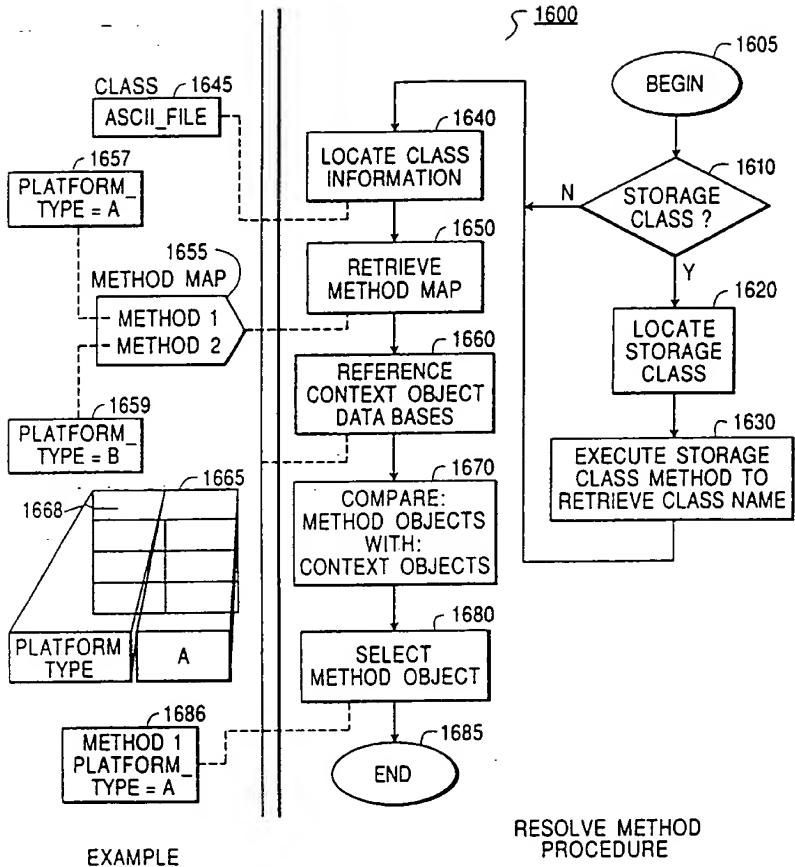 1600
1605
BEGIN
1610
STORAGE
CLASS ?
N
Y
1620
LOCATE
STORAGE
CLASS
1630
EXECUTE STORAGE
CLASS METHOD TO
RETRIEVE CLASS NAME
1640
LOCATE CLASS
INFORMATION
1650
RETRIEVE
METHOD MAP
1660
REFERENCE
CONTEXT OBJECT
DATA BASES
1670
COMPARE:
METHOD OBJECTS
WITH:
CONTEXT OBJECTS
1680
SELECT
METHOD OBJECT
1685
END
RESOLVE METHOD
PROCEDURE
CLASS
1645
ASCII_FILE
1657
PLATFORM_
TYPE = A
1655
METHOD MAP
METHOD 1
METHOD 2
1659
PLATFORM_
TYPE = B
1665
1668
PLATFORM
TYPE
A
1686
METHOD 1
PLATFORM_
TYPE = A
EXAMPLE